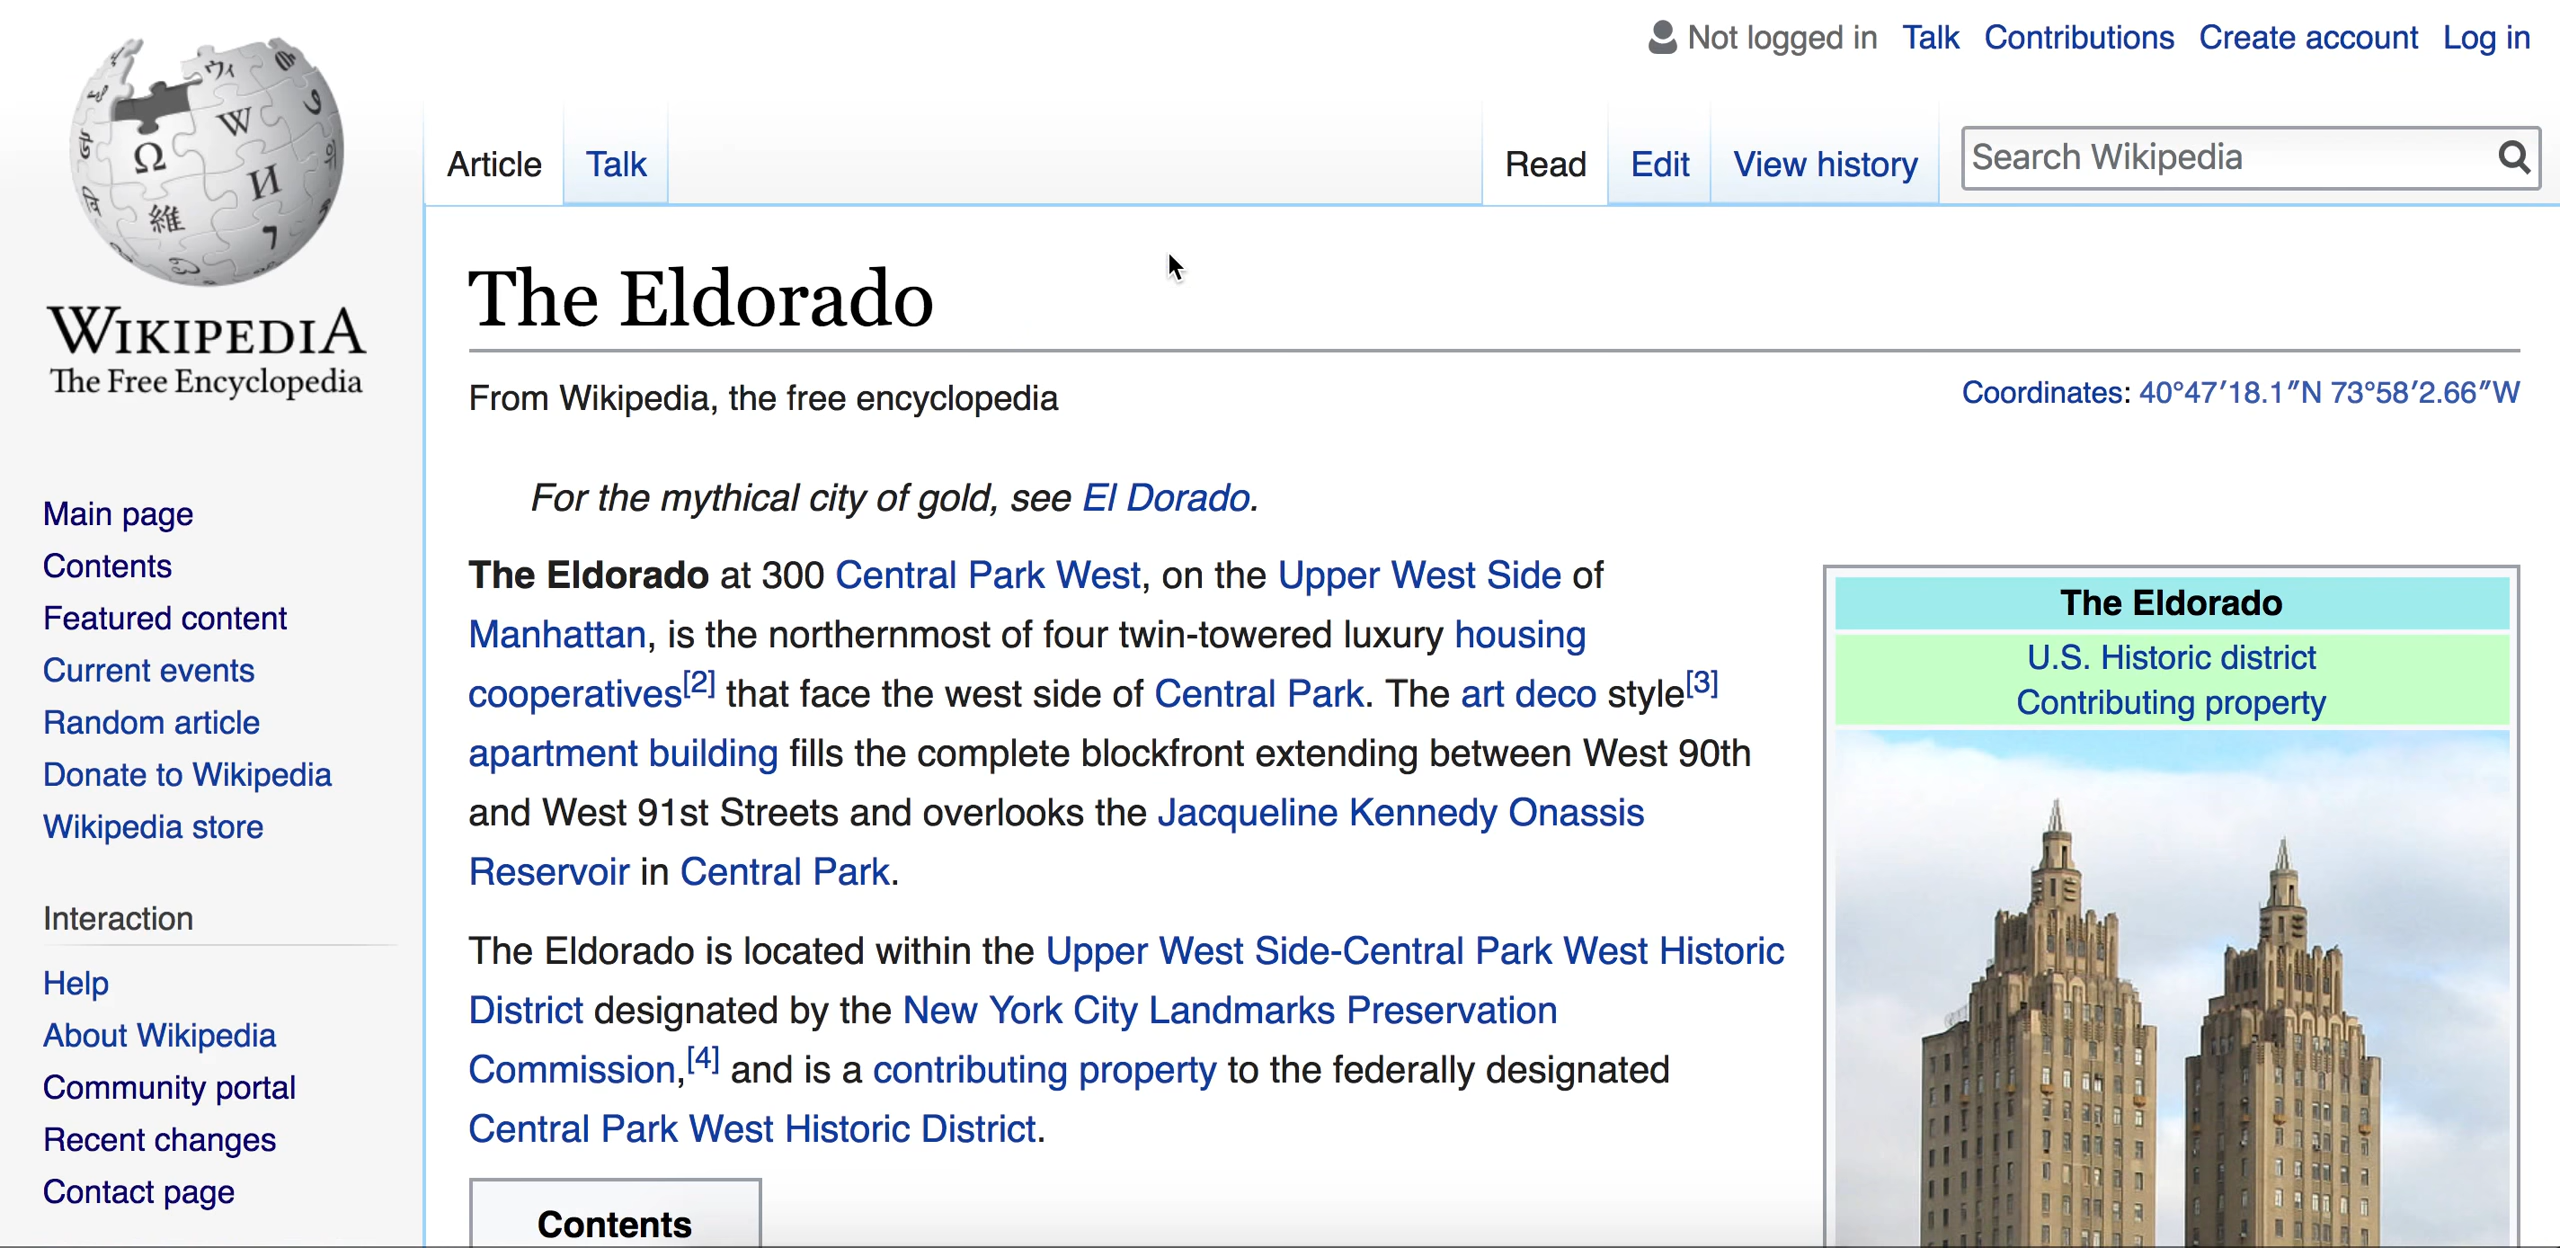 Not logged in Talk Contributions Create account Log in
Article Talk Read Edit View history Search Wikipedia
WIKIPEDIA
The Free Encyclopedia
Main page
Contents
Featured content
Current events
Random article
Donate to Wikipedia
Wikipedia store
Interaction
Help
About Wikipedia
Community portal
Recent changes
Contact page
The Eldorado
From Wikipedia, the free encyclopedia
Coordinates: 40°47′18.1″N 73°58′2.66″W
For the mythical city of gold, see El Dorado.
The Eldorado at 300 Central Park West, on the Upper West Side of
Manhattan, is the northernmost of four twin-towered luxury housing
cooperatives[2] that face the west side of Central Park. The art deco style[3]
apartment building fills the complete blockfront extending between West 90th
and West 91st Streets and overlooks the Jacqueline Kennedy Onassis
Reservoir in Central Park.
The Eldorado is located within the Upper West Side-Central Park West Historic
District designated by the New York City Landmarks Preservation
Commission,[4] and is a contributing property to the federally designated
Central Park West Historic District.
Contents
The Eldorado
U.S. Historic district
Contributing property